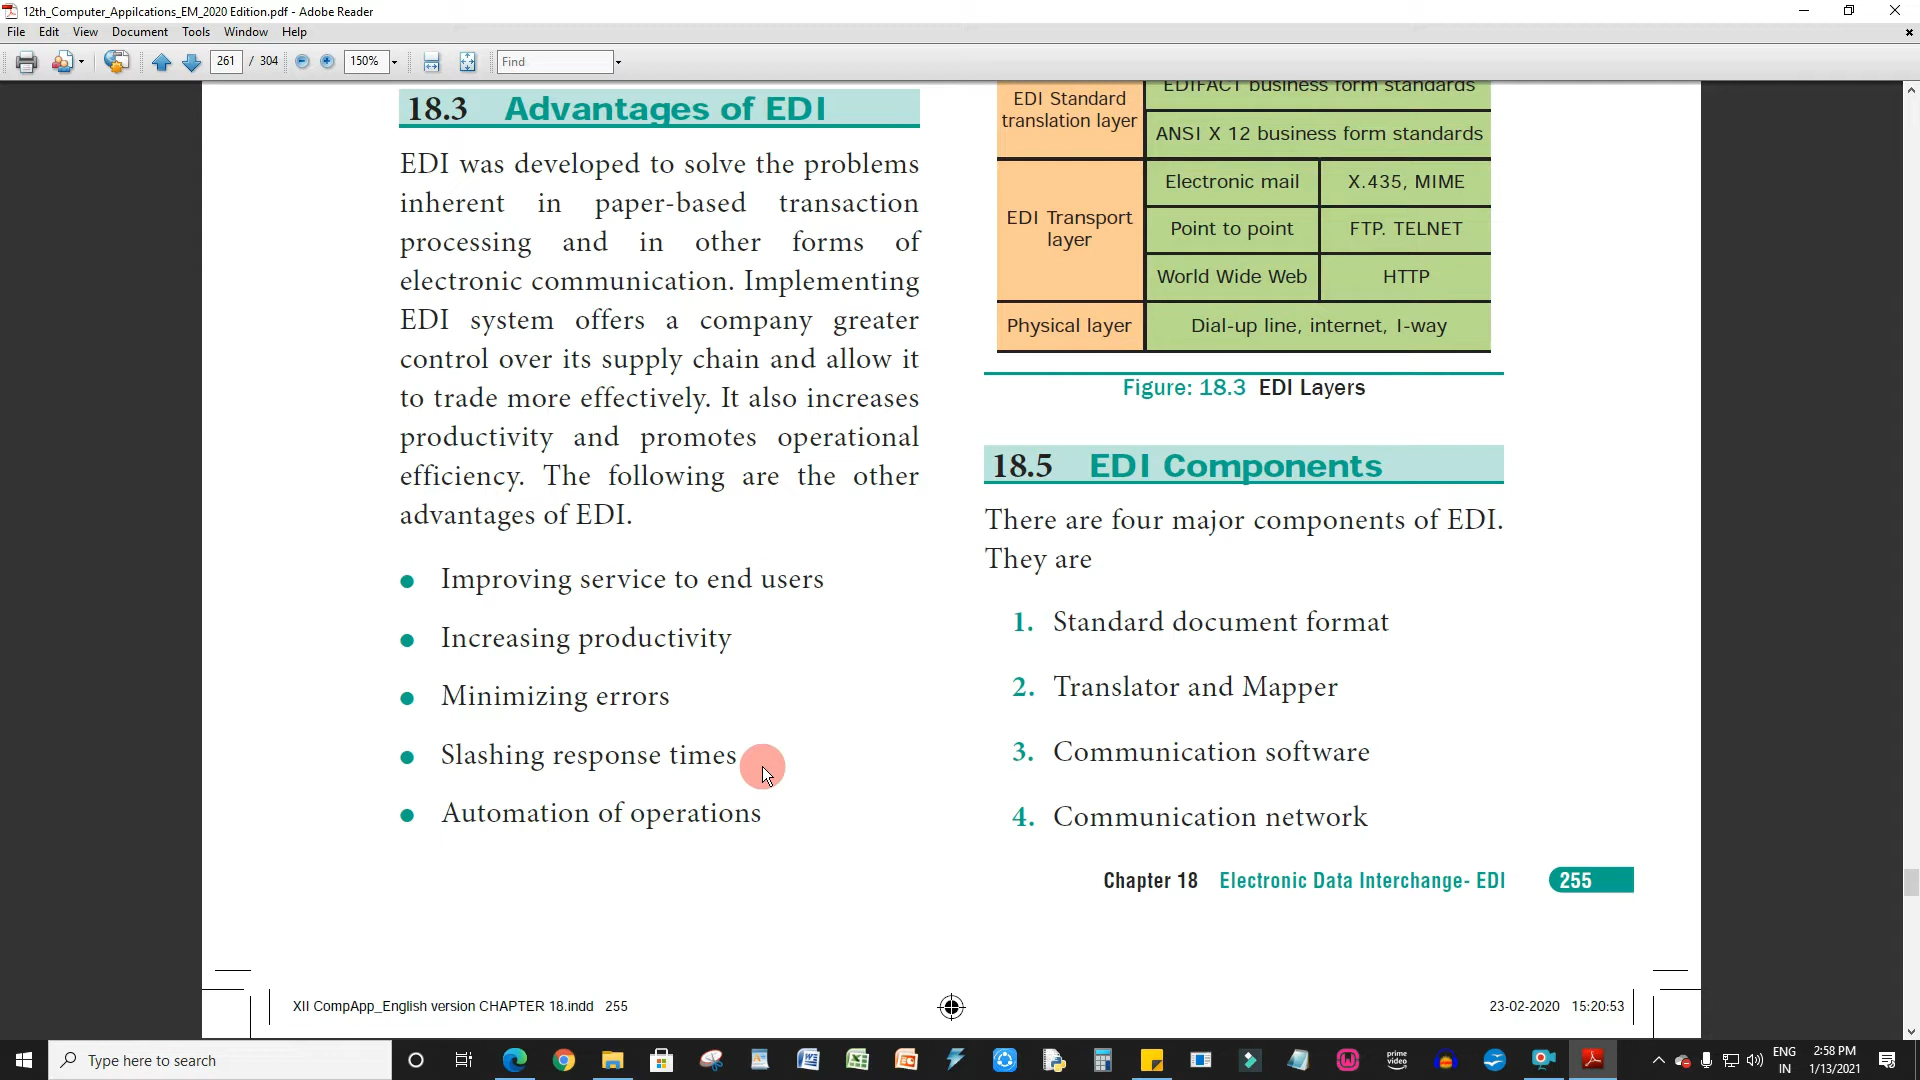 12th_Computer_Appilcations_EM_2020 Edition.pdf - Adobe Reader
File Edit View Document Tools Window Help
261 / 304 150% Find
18.3 Advantages of EDI
EDI was developed to solve the problems
inherent in paper-based transaction
processing and in other forms of
electronic communication. Implementing
EDI system offers a company greater
control over its supply chain and allow it
to trade more effectively. It also increases
productivity and promotes operational
efficiency. The following are the other
advantages of EDI.
● Improving service to end users
● Increasing productivity
● Minimizing errors
● Slashing response times
● Automation of operations
EDI Standard
translation layer
EDIFACT business form standards
ANSI X 12 business form standards
EDI Transport
layer
Electronic mail X.435, MIME
Point to point FTP. TELNET
World Wide Web HTTP
Physical layer Dial-up line, internet, I-way
Figure: 18.3 EDI Layers
18.5 EDI Components
There are four major components of EDI.
They are
1. Standard document format
2. Translator and Mapper
3. Communication software
4. Communication network
Chapter 18 Electronic Data Interchange- EDI 255
XII CompApp_English version CHAPTER 18.indd 255
23-02-2020 15:20:53
Type here to search
prime
video
ENG
IN
2:58 PM
1/13/2021